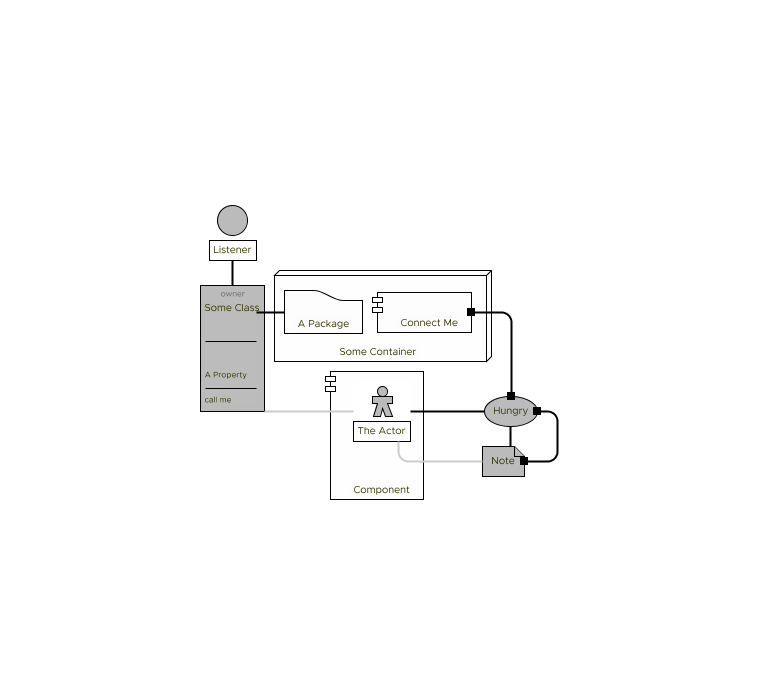 Listener
owner
Some Class
A Property
call me
A Package
Connect Me
Some Container
The Actor
Component
Hungry
Note